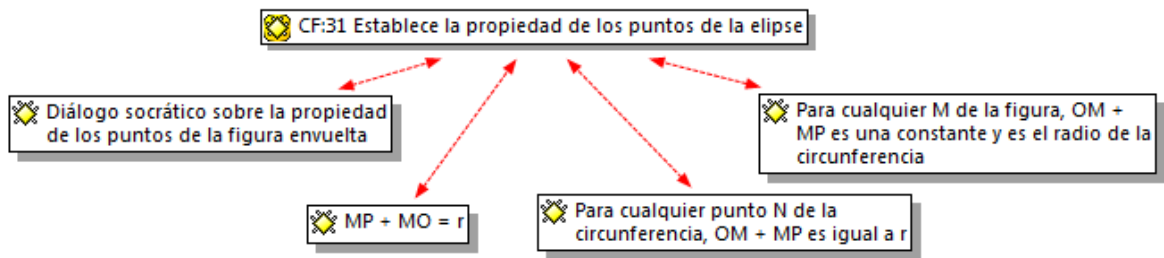 CF:31 Establece la propiedad de los puntos de la elipse
Diálogo socrático sobre la propiedad
de los puntos de la figura envuelta
Para cualquier M de la figura, OM +
MP es una constante y es el radio de la
circunferencia
MP + MO = r
Para cualquier punto N de la
circunferencia, OM + MP es igual a r